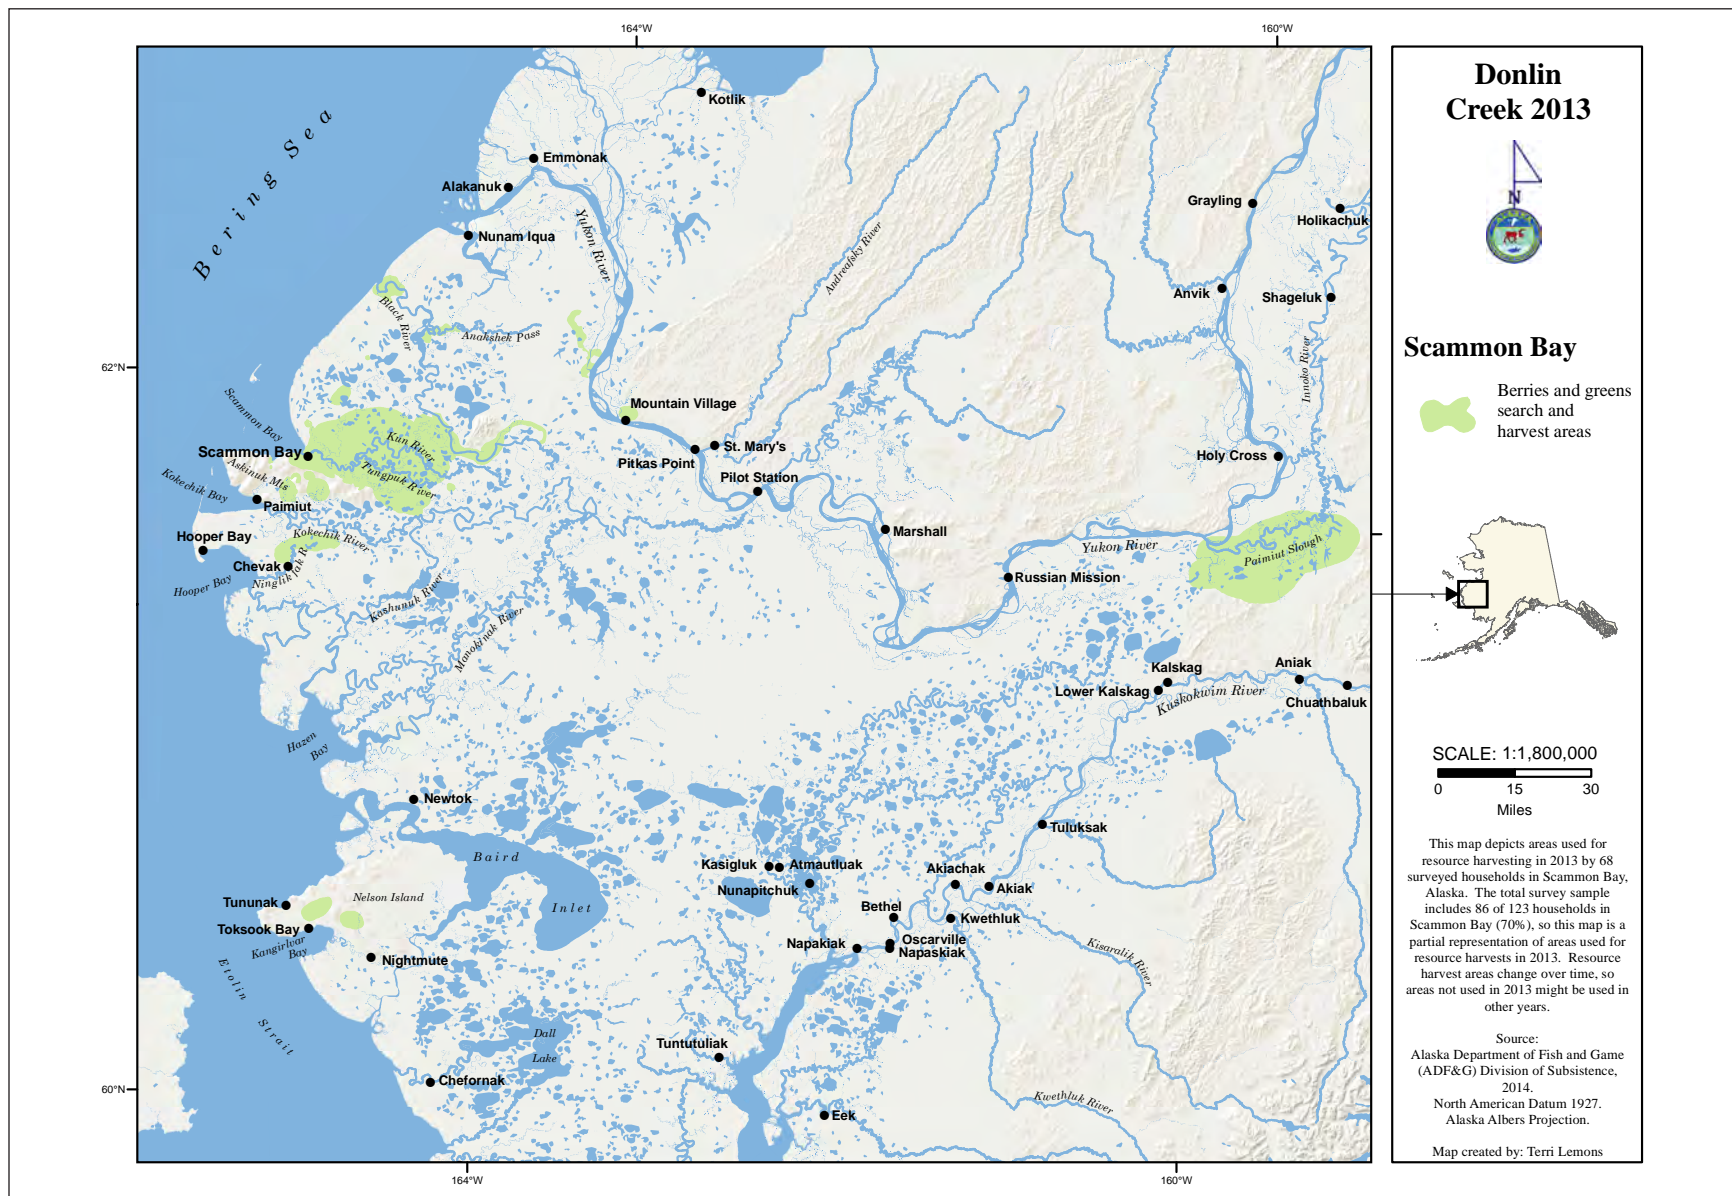 164°W
160°W
Kotlik
Bering Sea
Emmonak
Alakanuk
Yukon River
Nunam Iqua
Grayling
Holikachuk
Andreafsky River
Anvik
Shageluk
Black River
Anakshek Pass
Innoko River
62°N
Scammon Bay
Mountain Village
Kun River
St. Mary's
Scammon Bay
Pitkas Point
Holy Cross
Askinuk Mts
Tungpuk River
Pilot Station
Kokechik Bay
Paimiut
Marshall
Hooper Bay
Kokechik River
Yukon River
Paimiut Slough
Chevak
Ninglikfak R.
Hooper Bay
Kashunuk River
Russian Mission
Manokinak River
Kalskag
Aniak
Lower Kalskag
Kuskokwim River
Chuathbaluk
Hazen
Bay
Newtok
Tuluksak
Baird
Inlet
Kasigluk
Atmautluak
Akiachak
Nunapitchuk
Akiak
Nelson Island
Tununak
Bethel
Kwethluk
Toksook Bay
Oscarville
Kangirlvar
Bay
Napakiak
Napaskiak
Nightmute
Kisaralik River
Etolin
Strait
Dall
Lake
Tuntutuliak
60°N
Chefornak
Eek
Kwethluk River
164°W
160°W
Donlin
Creek 2013
N
ALASKA
Scammon Bay
Berries and greens
search and
harvest areas
SCALE: 1:1,800,000
0 15 30
Miles
This map depicts areas used for
resource harvesting in 2013 by 68
surveyed households in Scammon Bay,
Alaska. The total survey sample
includes 86 of 123 households in
Scammon Bay (70%), so this map is a
partial representation of areas used for
resource harvests in 2013. Resource
harvest areas change over time, so
areas not used in 2013 might be used in
other years.
Source:
Alaska Department of Fish and Game
(ADF&G) Division of Subsistence,
2014.
North American Datum 1927.
Alaska Albers Projection.
Map created by: Terri Lemons